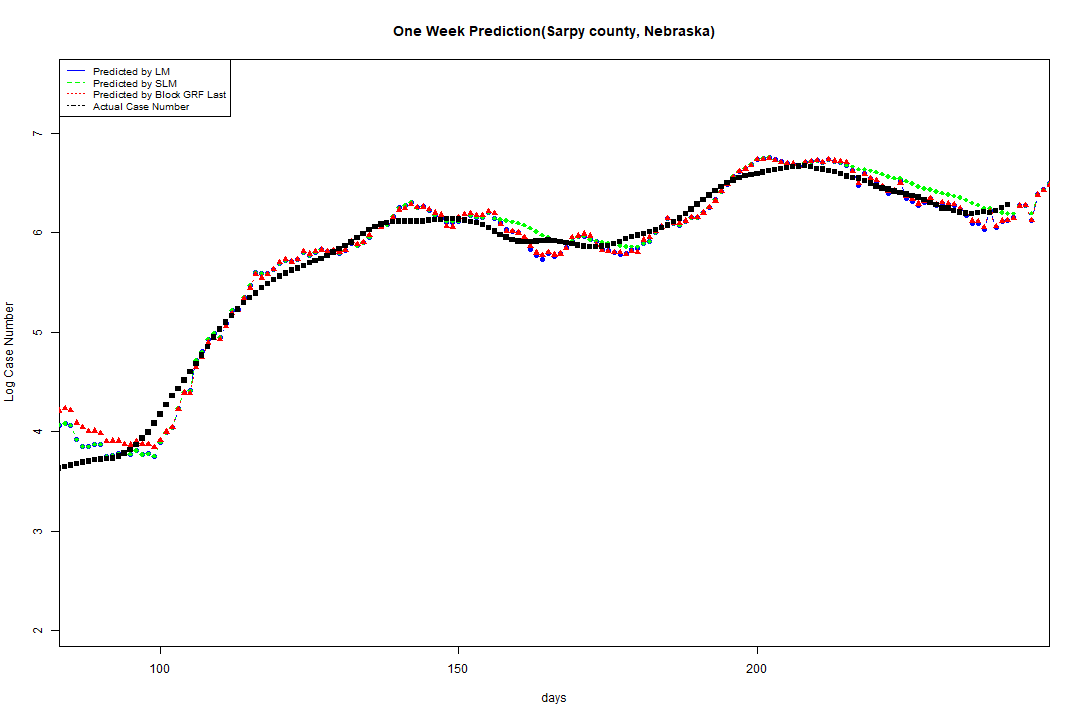 One Week Prediction(Sarpy county, Nebraska)
Predicted by LM
Predicted by SLM
Predicted by Block GRF Last
Actual Case Number
7
6
5
4
3
2
Log Case Number
100 150 200
days